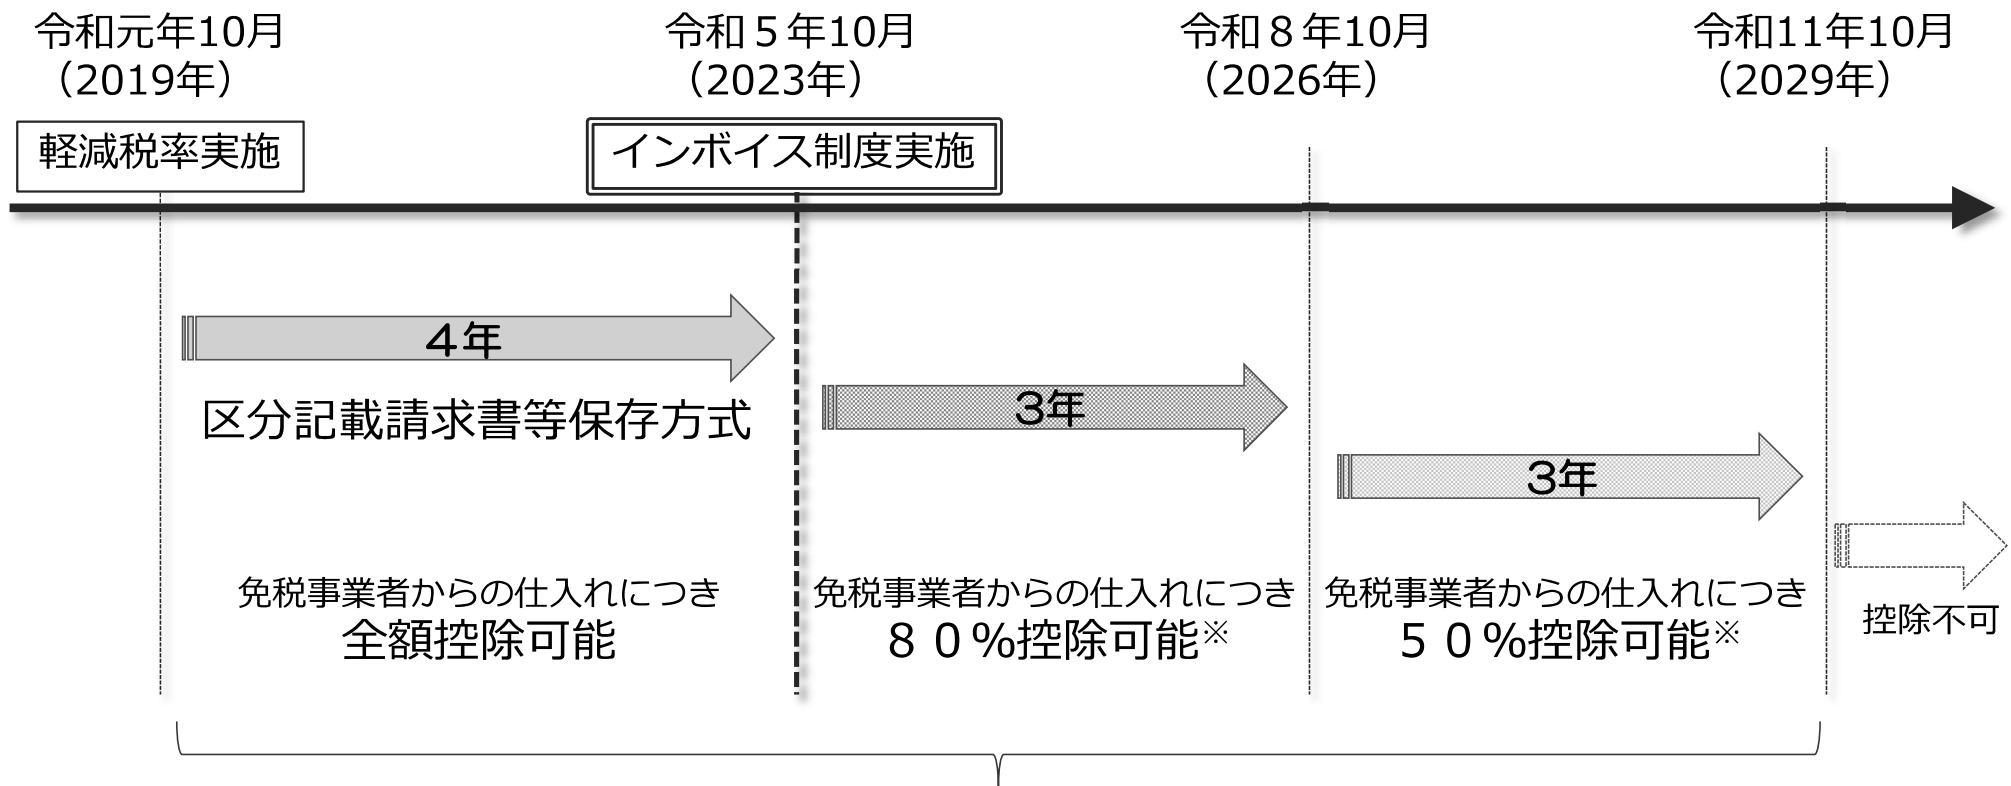 令和元年10月
（2019年）
令和５年10月
（2023年）
令和８年10月
（2026年）
令和11年10月
（2029年）
軽減税率実施
インボイス制度実施
４年
区分記載請求書等保存方式
３年
３年
免税事業者からの仕入れにつき
全額控除可能
免税事業者からの仕入れにつき
８０%控除可能※
免税事業者からの仕入れにつき
５０%控除可能※
控除不可